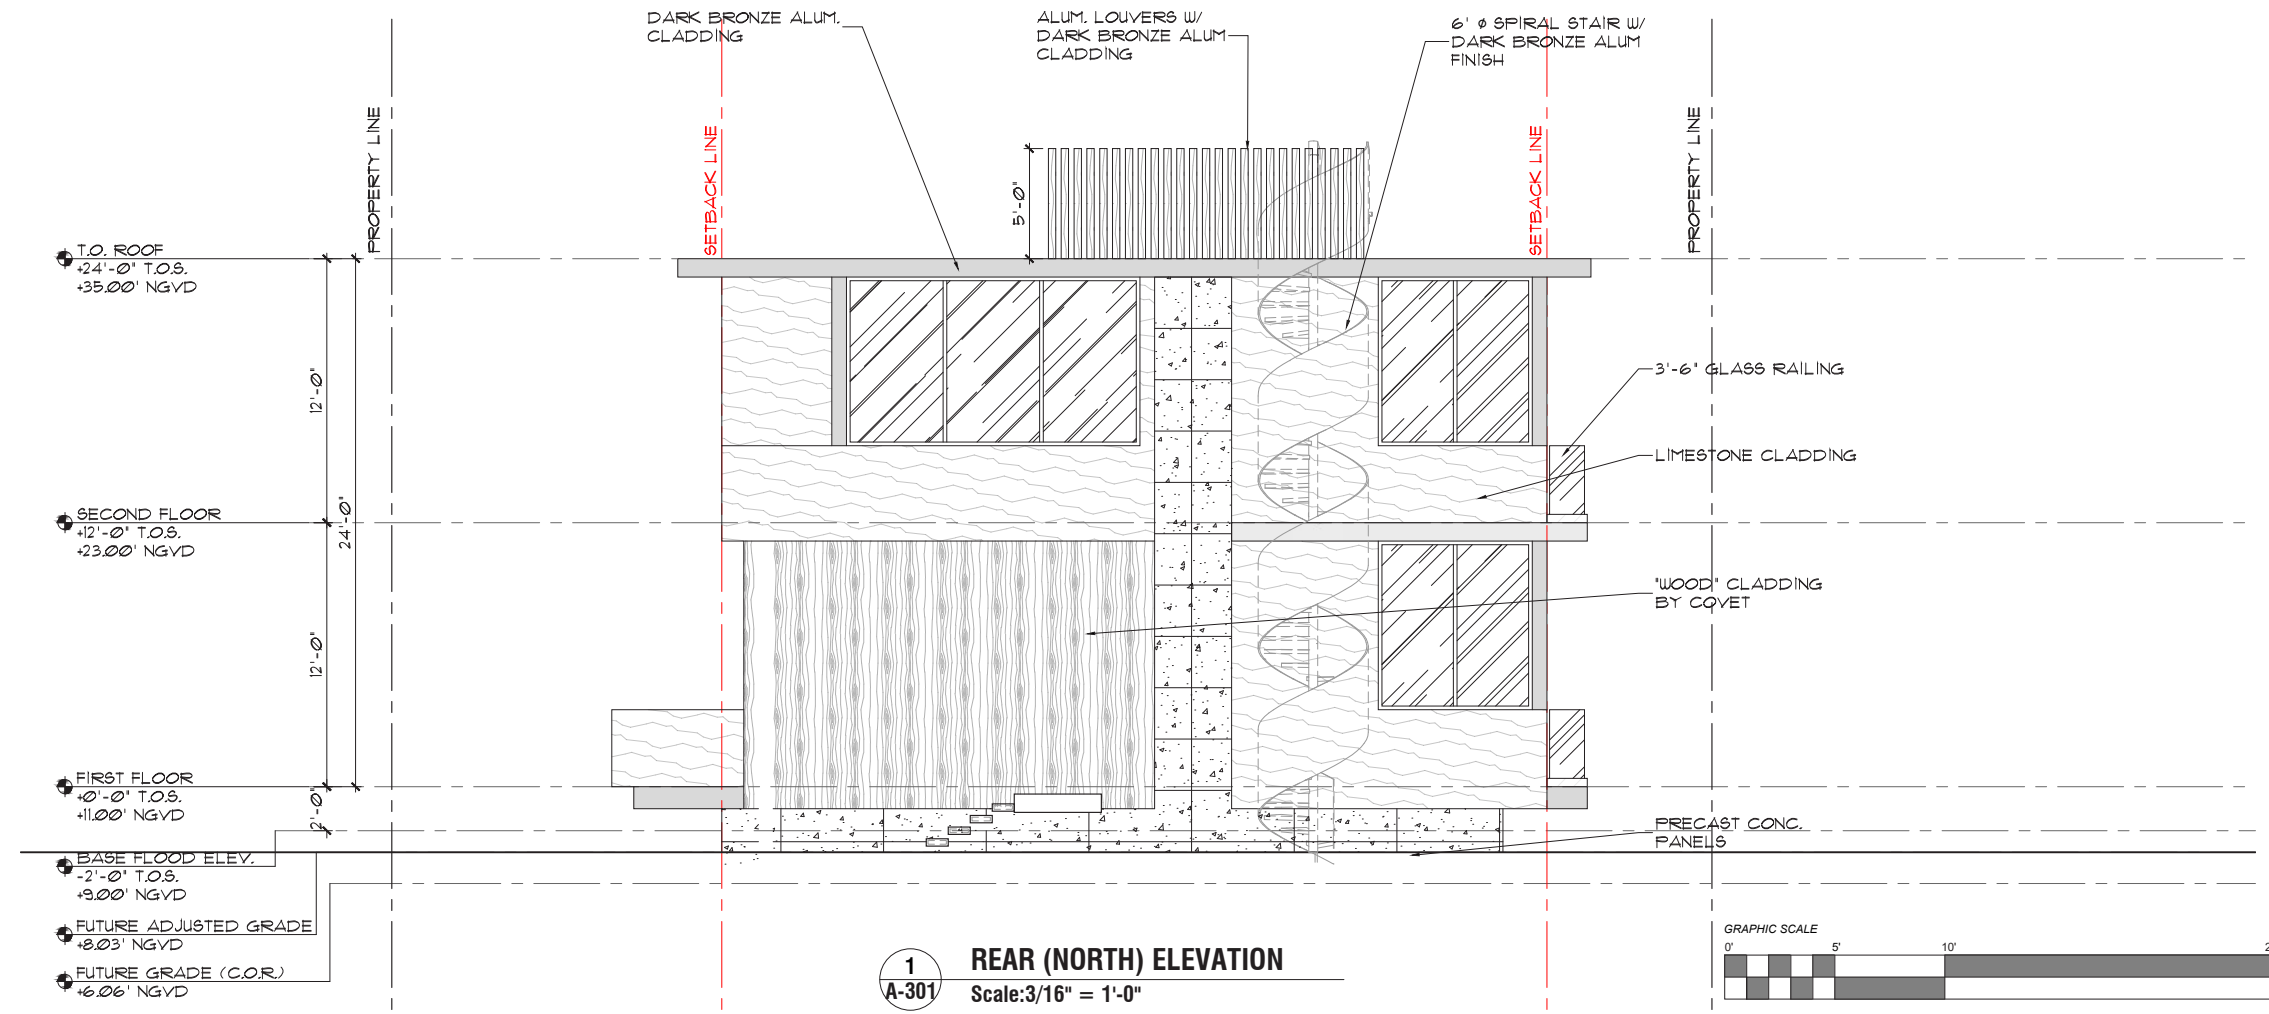 DARK BRONZE ALUM.
CLADDING
ALUM. LOUVERS W/
DARK BRONZE ALUM
CLADDING
6' ø SPIRAL STAIR W/
DARK BRONZE ALUM
FINISH
PROPERTY LINE
SETBACK LINE
SETBACK LINE
PROPERTY LINE
5'-0"
T.O. ROOF
+24'-0" T.O.S.
+35.00' NGVD
12'-0"
3'-6" GLASS RAILING
LIMESTONE CLADDING
SECOND FLOOR
+12'-0" T.O.S.
+23.00' NGVD
24'-0"
"WOOD" CLADDING
BY COVET
12'-0"
FIRST FLOOR
+0'-0" T.O.S.
+11.00' NGVD
2'-0"
PRECAST CONC.
PANELS
BASE FLOOD ELEV.
-2'-0" T.O.S.
+9.00' NGVD
FUTURE ADJUSTED GRADE
+8.03' NGVD
FUTURE GRADE (C.O.R.)
+6.06' NGVD
1
A-301
REAR (NORTH) ELEVATION
Scale:3/16" = 1'-0"
GRAPHIC SCALE
0' 5' 10' 2